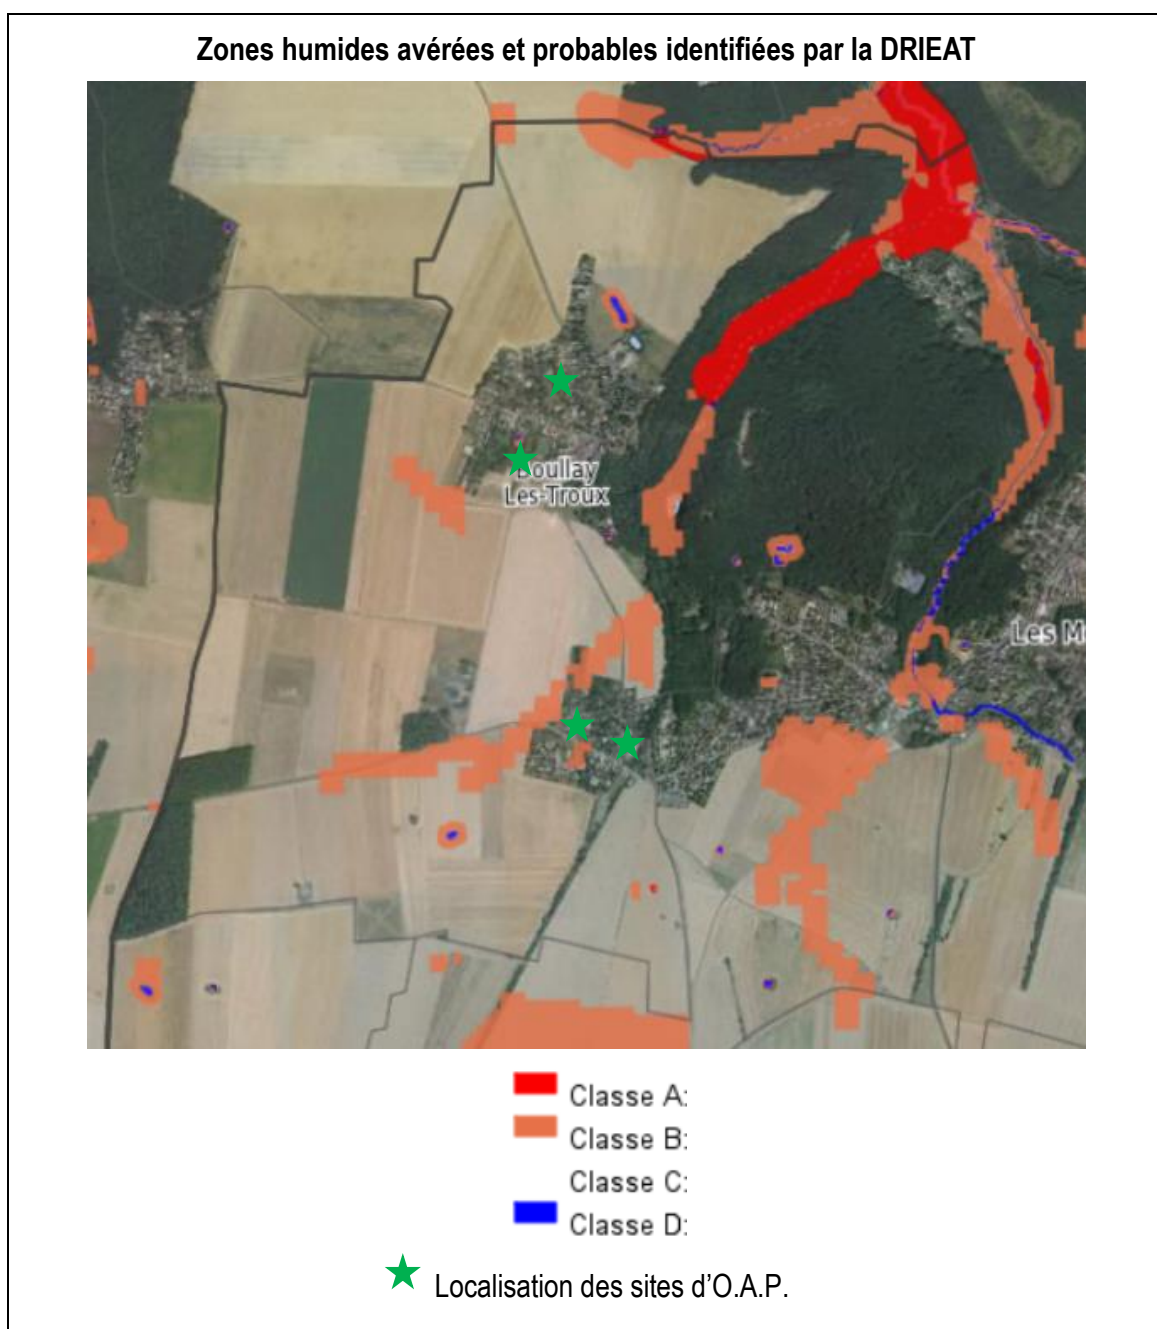 Zones humides avérées et probables identifiées par la DRIEAT
Boullay
Les-Troux
Les M
Classe A:
Classe B:
Classe C:
Classe D:
Localisation des sites d'O.A.P.